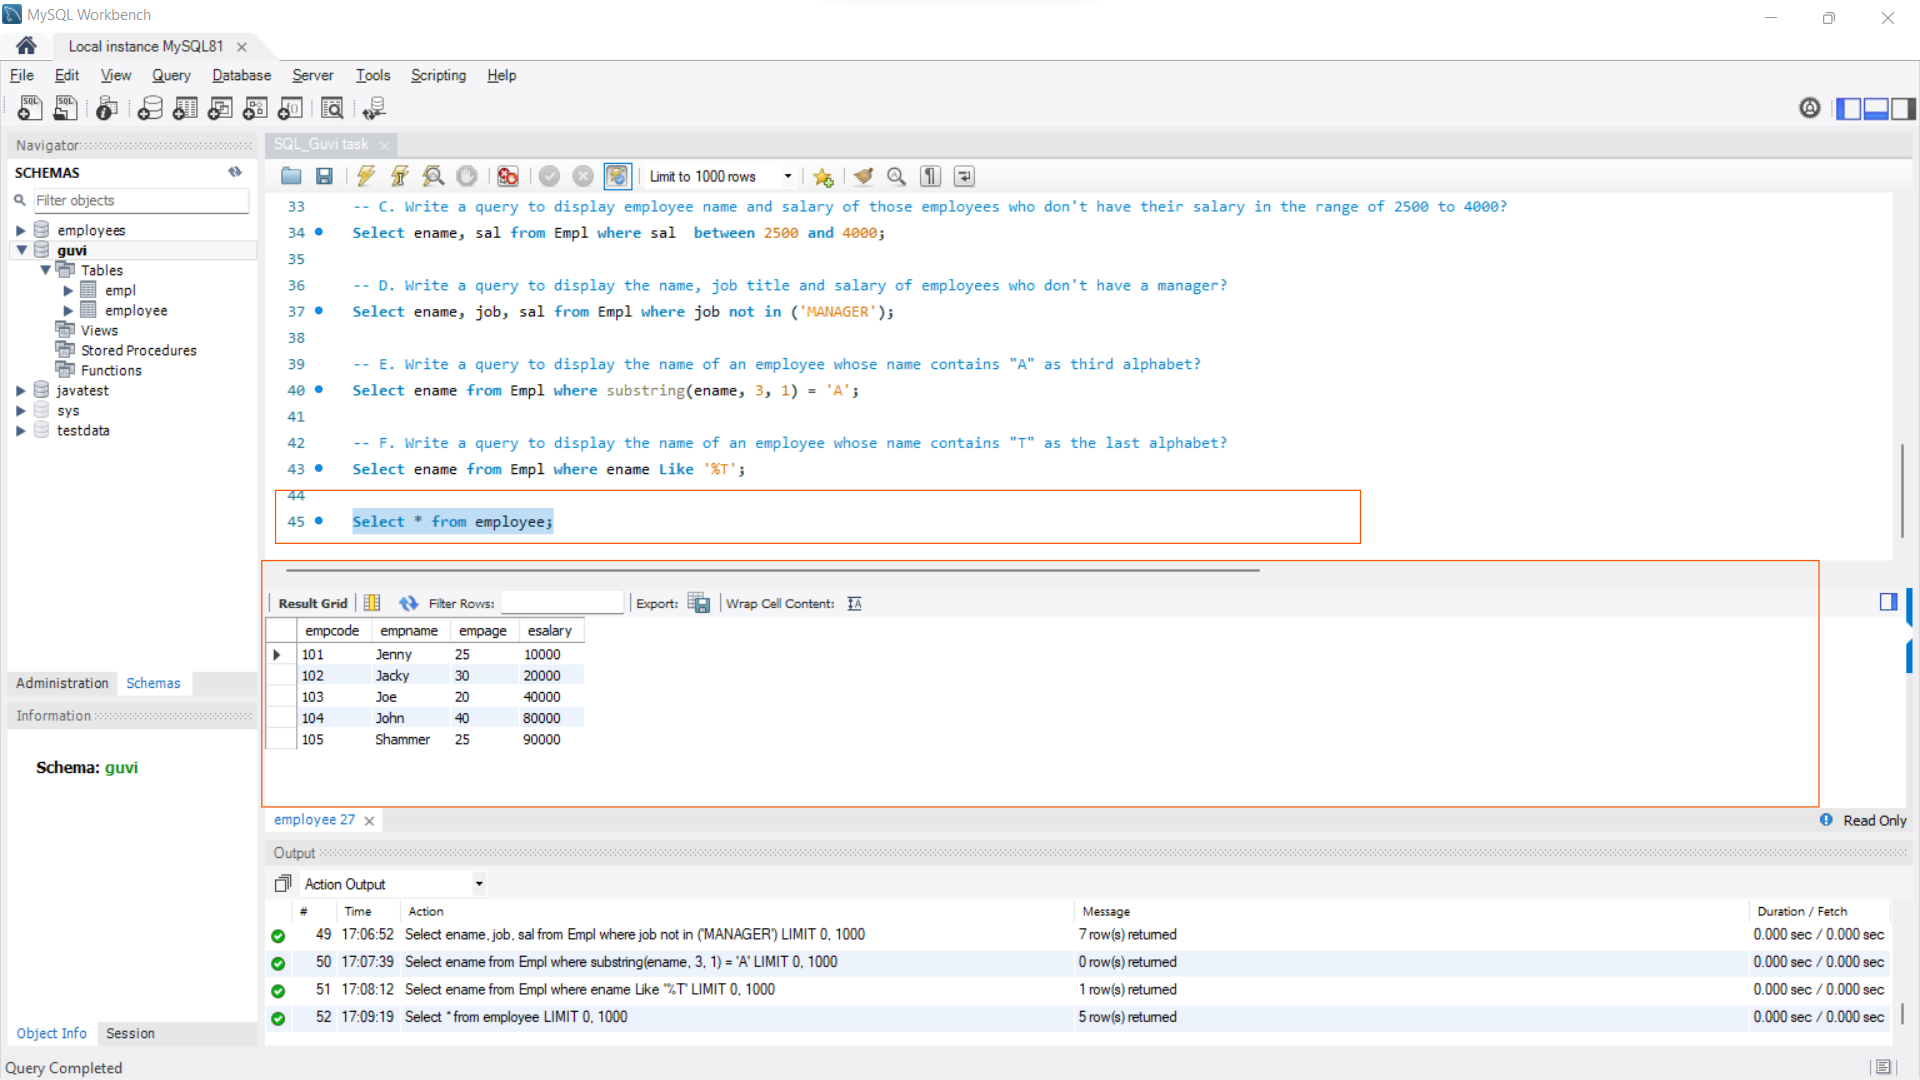 MySQL Workbench
Local instance MySQL81
File Edit View Query Database Server Tools Scripting Help
Navigator
SCHEMAS
Filter objects
employees
guvi
Tables
empl
employee
Views
Stored Procedures
Functions
javatest
sys
testdata
Administration Schemas
Information
Schema: guvi
Object Info Session
SQL_Guvi task
Limit to 1000 rows
33 -- C. Write a query to display employee name and salary of those employees who don't have their salary in the range of 2500 to 4000?
34 Select ename, sal from Empl where sal  between 2500 and 4000;
35
36 -- D. Write a query to display the name, job title and salary of employees who don't have a manager?
37 Select ename, job, sal from Empl where job not in ('MANAGER');
38
39 -- E. Write a query to display the name of an employee whose name contains "A" as third alphabet?
40 Select ename from Empl where substring(ename, 3, 1) = 'A';
41
42 -- F. Write a query to display the name of an employee whose name contains "T" as the last alphabet?
43 Select ename from Empl where ename Like '%T';
44
45 Select * from employee;
Result Grid Filter Rows: Export: Wrap Cell Content:
empcode empname empage esalary
101 Jenny 25 10000
102 Jacky 30 20000
103 Joe 20 40000
104 John 40 80000
105 Shammer 25 90000
employee 27 Read Only
Output
Action Output
# Time Action Message Duration / Fetch
49 17:06:52 Select ename, job, sal from Empl where job not in ('MANAGER') LIMIT 0, 1000 7 row(s) returned 0.000 sec / 0.000 sec
50 17:07:39 Select ename from Empl where substring(ename, 3, 1) = 'A' LIMIT 0, 1000 0 row(s) returned 0.000 sec / 0.000 sec
51 17:08:12 Select ename from Empl where ename Like '%T' LIMIT 0, 1000 1 row(s) returned 0.000 sec / 0.000 sec
52 17:09:19 Select * from employee LIMIT 0, 1000 5 row(s) returned 0.000 sec / 0.000 sec
Query Completed